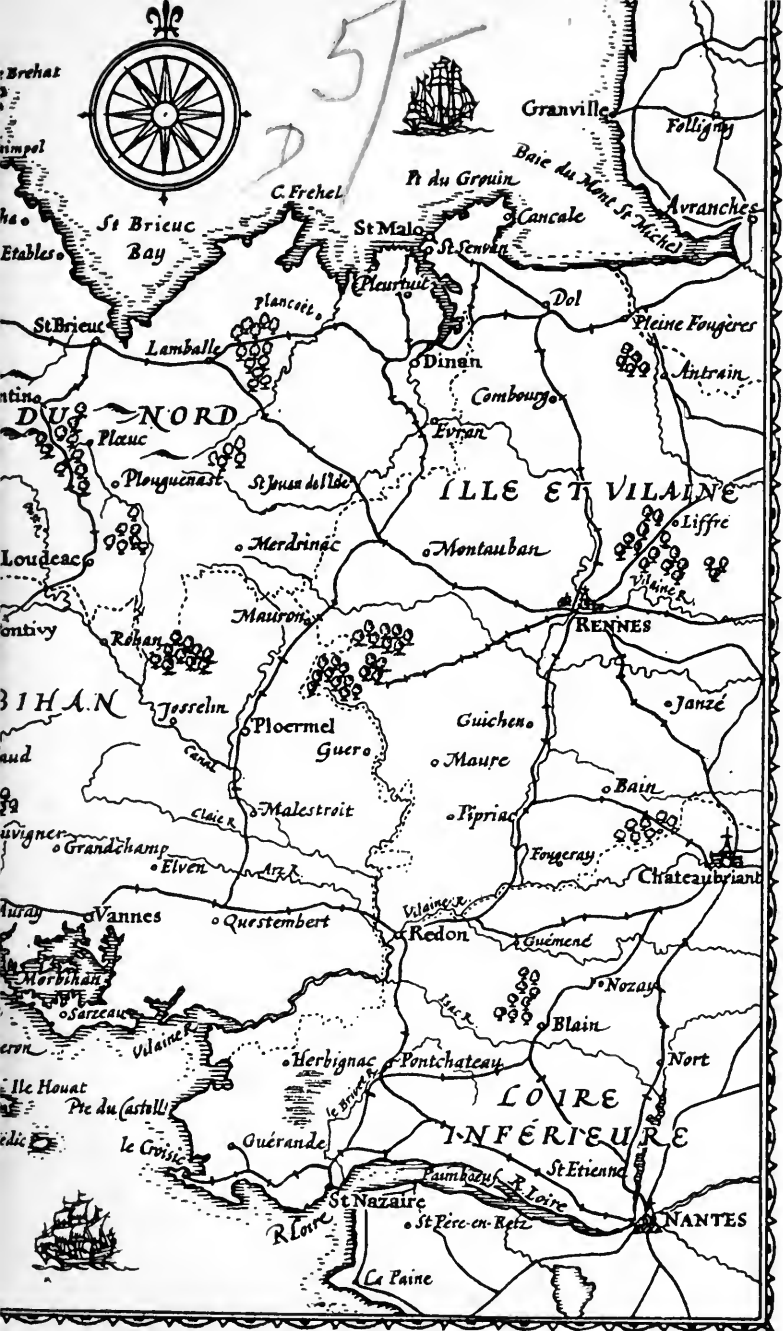 Brehat
5/-
D
Granville
Folligny
C. Frehel
Pt du Grouin
Baie du Mont St Michel
Cancale
Avranches
St Malo
St Servan
St Brieuc
Bay
Etables
Pleurtuit
Plancoët
Dol
St Brieuc
Pleine Fougères
Lamballe
Dinan
Antrain
Combourg
DU NORD
Evran
Plœuc
Plouguenast
St Jouan de l'Isle
ILLE ET VILAINE
Liffré
Merdrinac
Montauban
Loudeac
Vilaine R.
Mauron
RENNES
Rohan
Josselin
Janzé
Ploermel
Guichen
Guer
Maure
Canal
Bain
Malestroit
Claie R
Pipriac
Grandchamp
Elven
Arz R.
Fougeray
Chateaubriant
Vilaine R
Auray
Vannes
Questembert
Redon
Guémené
Morbihan
Nozay
Sarzeau
Isac R
Blain
Vilaine R
Herbignac
Pontchateau
Nort
Ile Houat
le Brivet R
LOIRE
Pte du Castelli
INFÉRIEURE
le Croisic
Guérande
St Etienne
Paimbœuf
R. Loire
St Nazaire
R Loire
St Père-en-Retz
NANTES
La Paine